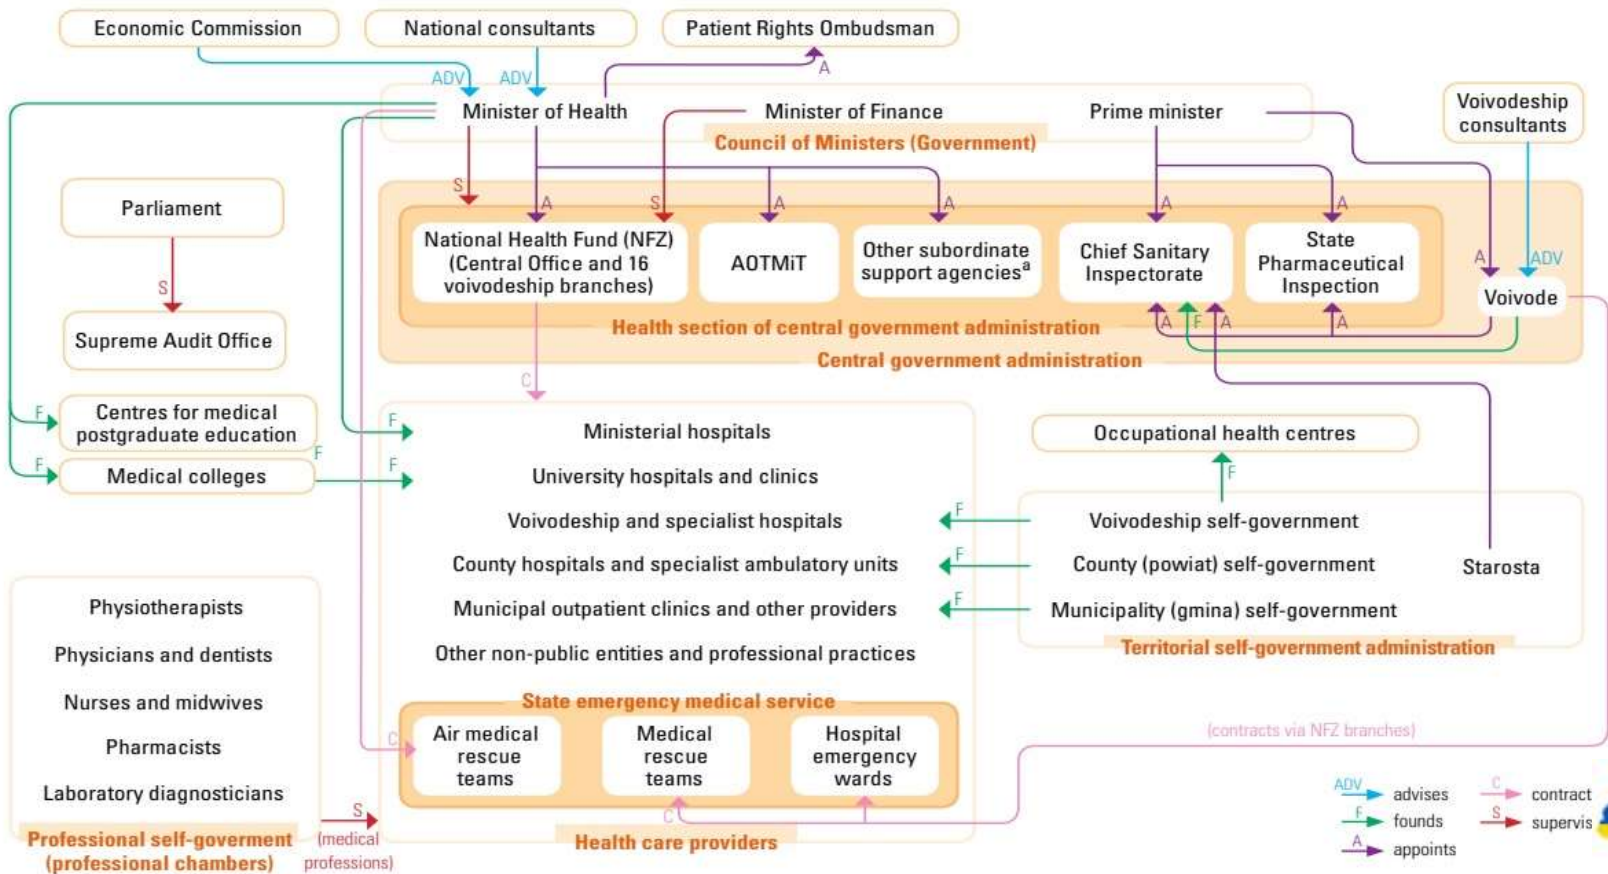 Economic Commission
National consultants
Patient Rights Ombudsman
ADV
ADV
A
Minister of Health
Minister of Finance
Prime minister
Council of Ministers (Government)
Voivodeship
consultants
Parliament
S
Supreme Audit Office
S
A
S
A
A
A
A
A
ADV
National Health Fund (NFZ)
(Central Office and 16
voivodeship branches)
AOTMiT
Other subordinate
support agenciesᵃ
Chief Sanitary
Inspectorate
State
Pharmaceutical
Inspection
Voivode
Health section of central government administration
A
F
A
A
Central government administration
C
F
Centres for medical
postgraduate education
F
F
Medical colleges
F
F
Ministerial hospitals
University hospitals and clinics
Voivodeship and specialist hospitals
County hospitals and specialist ambulatory units
Municipal outpatient clinics and other providers
Other non-public entities and professional practices
Occupational health centres
F
F
Voivodeship self-government
F
County (powiat) self-government
Starosta
F
Municipality (gmina) self-government
Territorial self-government administration
Physiotherapists
Physicians and dentists
Nurses and midwives
Pharmacists
Laboratory diagnosticians
Professional self-goverment
(professional chambers)
S
(medical
professions)
State emergency medical service
C
Air medical
rescue
teams
Medical
rescue
teams
Hospital
emergency
wards
C
Health care providers
(contracts via NFZ branches)
ADV advises
F founds
A appoints
C contract
S supervis